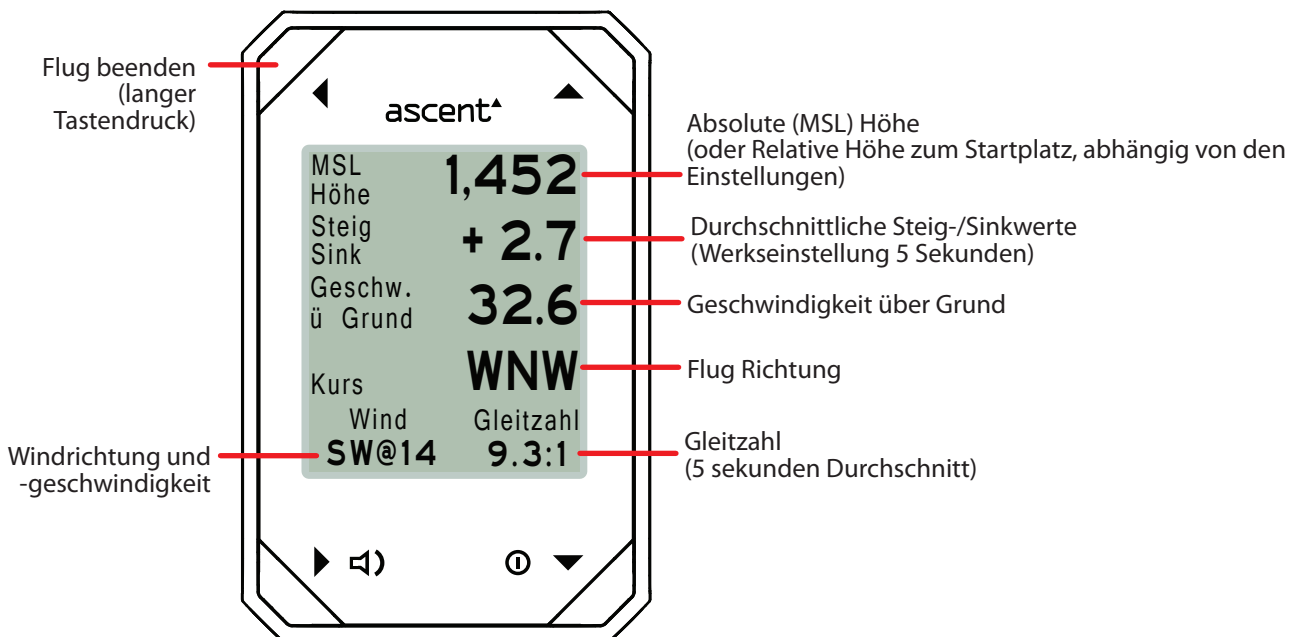 Flug beenden
(langer
Tastendruck)
ascent
MSL
Höhe
1,452
Steig
Sink
+ 2.7
Geschw.
ü Grund
32.6
Kurs
WNW
Wind
Gleitzahl
SW@14
9.3:1
Windrichtung und
-geschwindigkeit
Absolute (MSL) Höhe
(oder Relative Höhe zum Startplatz, abhängig von den
Einstellungen)
Durchschnittliche Steig-/Sinkwerte
(Werkseinstellung 5 Sekunden)
Geschwindigkeit über Grund
Flug Richtung
Gleitzahl
(5 sekunden Durchschnitt)